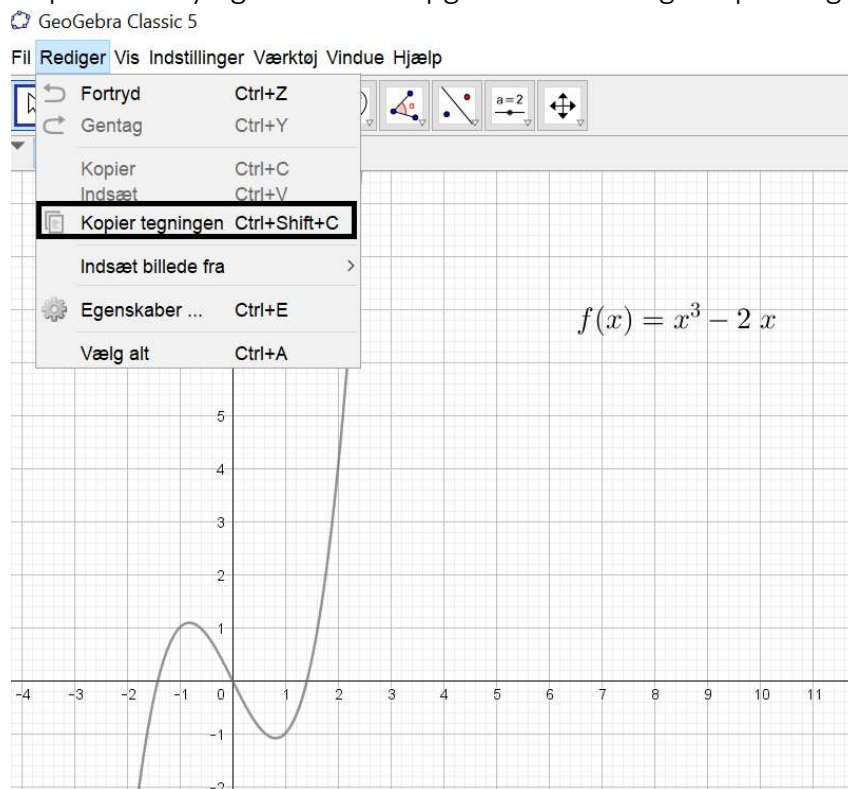 GeoGebra Classic 5
Fil Rediger Vis Indstillinger Værktøj Vindue Hjælp
Fortryd Ctrl+Z
Gentag Ctrl+Y
a=2
Kopier Ctrl+C
Indsæt Ctrl+V
Kopier tegningen Ctrl+Shift+C
Indsæt billede fra >
Egenskaber ... Ctrl+E
Vælg alt Ctrl+A
f(x) = x³ − 2 x
5
4
3
2
1
-4 -3 -2 -1 0 1 2 3 4 5 6 7 8 9 10 11
-1
-2